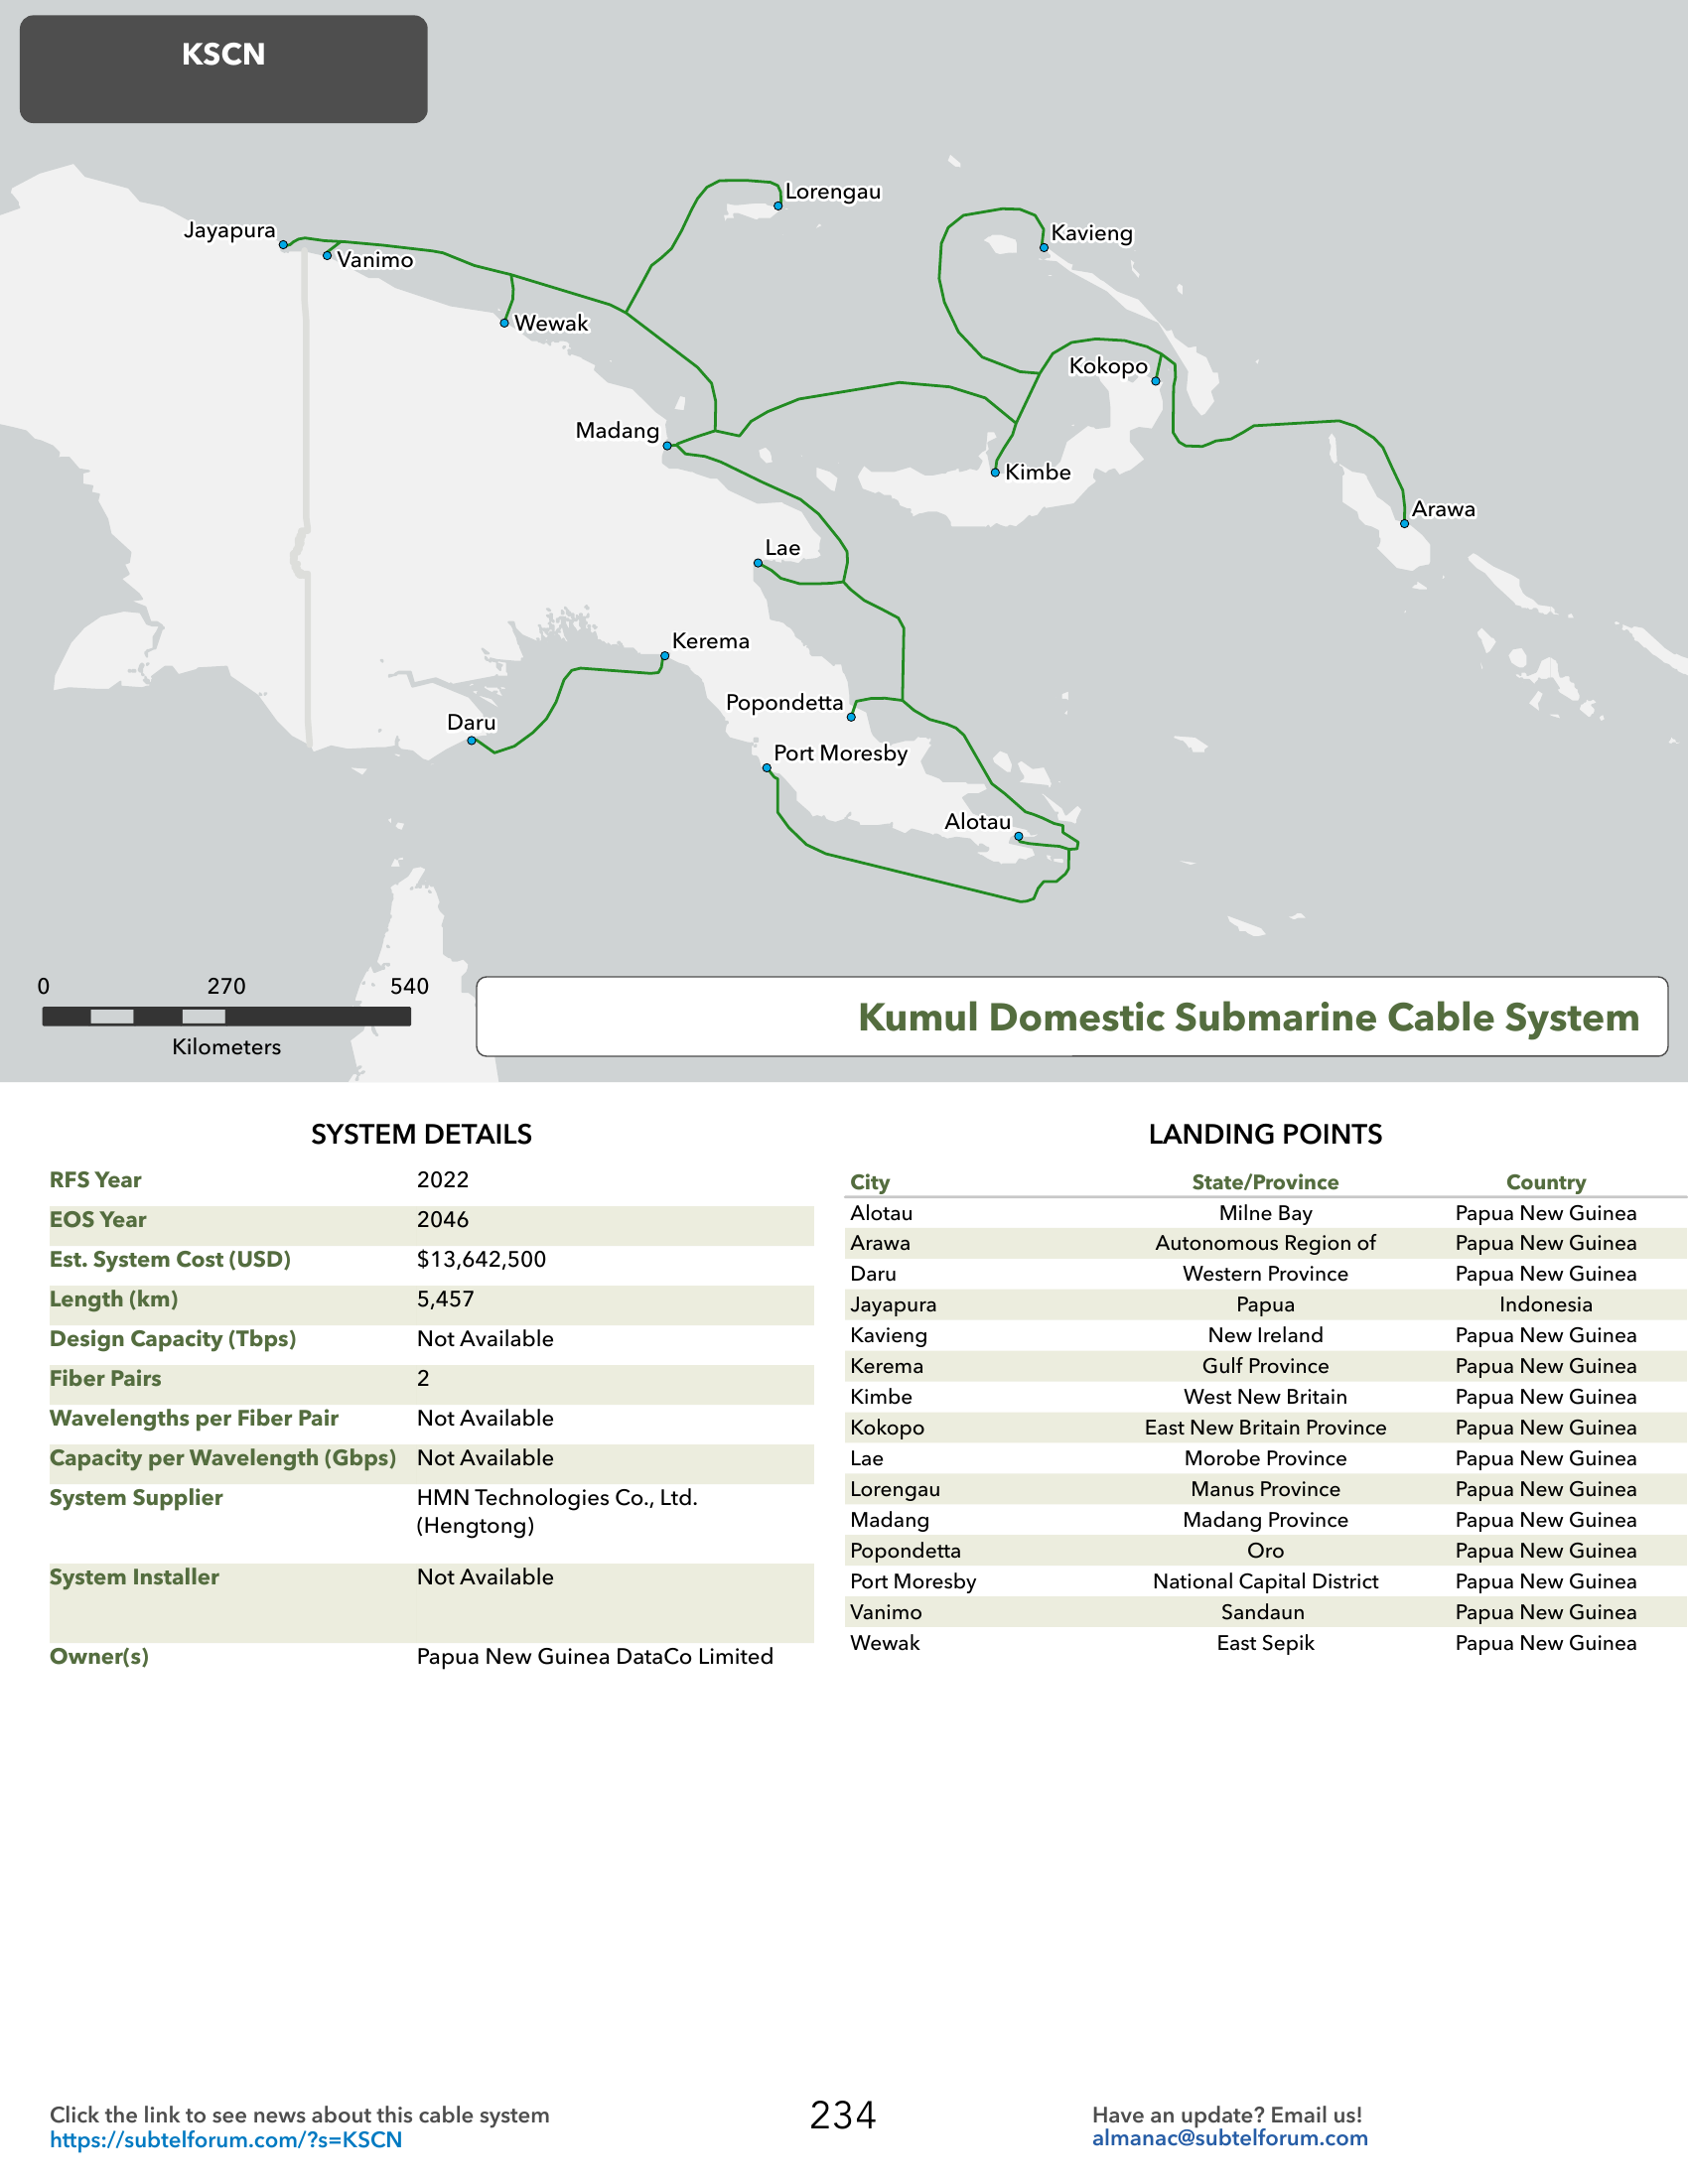 KSCN
Lorengau
Jayapura
Kavieng
Vanimo
Wewak
Kokopo
Madang
Kimbe
Arawa
Lae
Kerema
Popondetta
Daru
Port Moresby
Alotau
0 270 540
Kilometers
Kumul Domestic Submarine Cable System
SYSTEM DETAILS
RFS Year 2022
EOS Year 2046
Est. System Cost (USD) $13,642,500
Length (km) 5,457
Design Capacity (Tbps) Not Available
Fiber Pairs 2
Wavelengths per Fiber Pair Not Available
Capacity per Wavelength (Gbps) Not Available
System Supplier HMN Technologies Co., Ltd.
(Hengtong)
System Installer Not Available
Owner(s) Papua New Guinea DataCo Limited
LANDING POINTS
City State/Province Country
Alotau Milne Bay Papua New Guinea
Arawa Autonomous Region of Papua New Guinea
Daru Western Province Papua New Guinea
Jayapura Papua Indonesia
Kavieng New Ireland Papua New Guinea
Kerema Gulf Province Papua New Guinea
Kimbe West New Britain Papua New Guinea
Kokopo East New Britain Province Papua New Guinea
Lae Morobe Province Papua New Guinea
Lorengau Manus Province Papua New Guinea
Madang Madang Province Papua New Guinea
Popondetta Oro Papua New Guinea
Port Moresby National Capital District Papua New Guinea
Vanimo Sandaun Papua New Guinea
Wewak East Sepik Papua New Guinea
Click the link to see news about this cable system
https://subtelforum.com/?s=KSCN
234
Have an update? Email us!
almanac@subtelforum.com